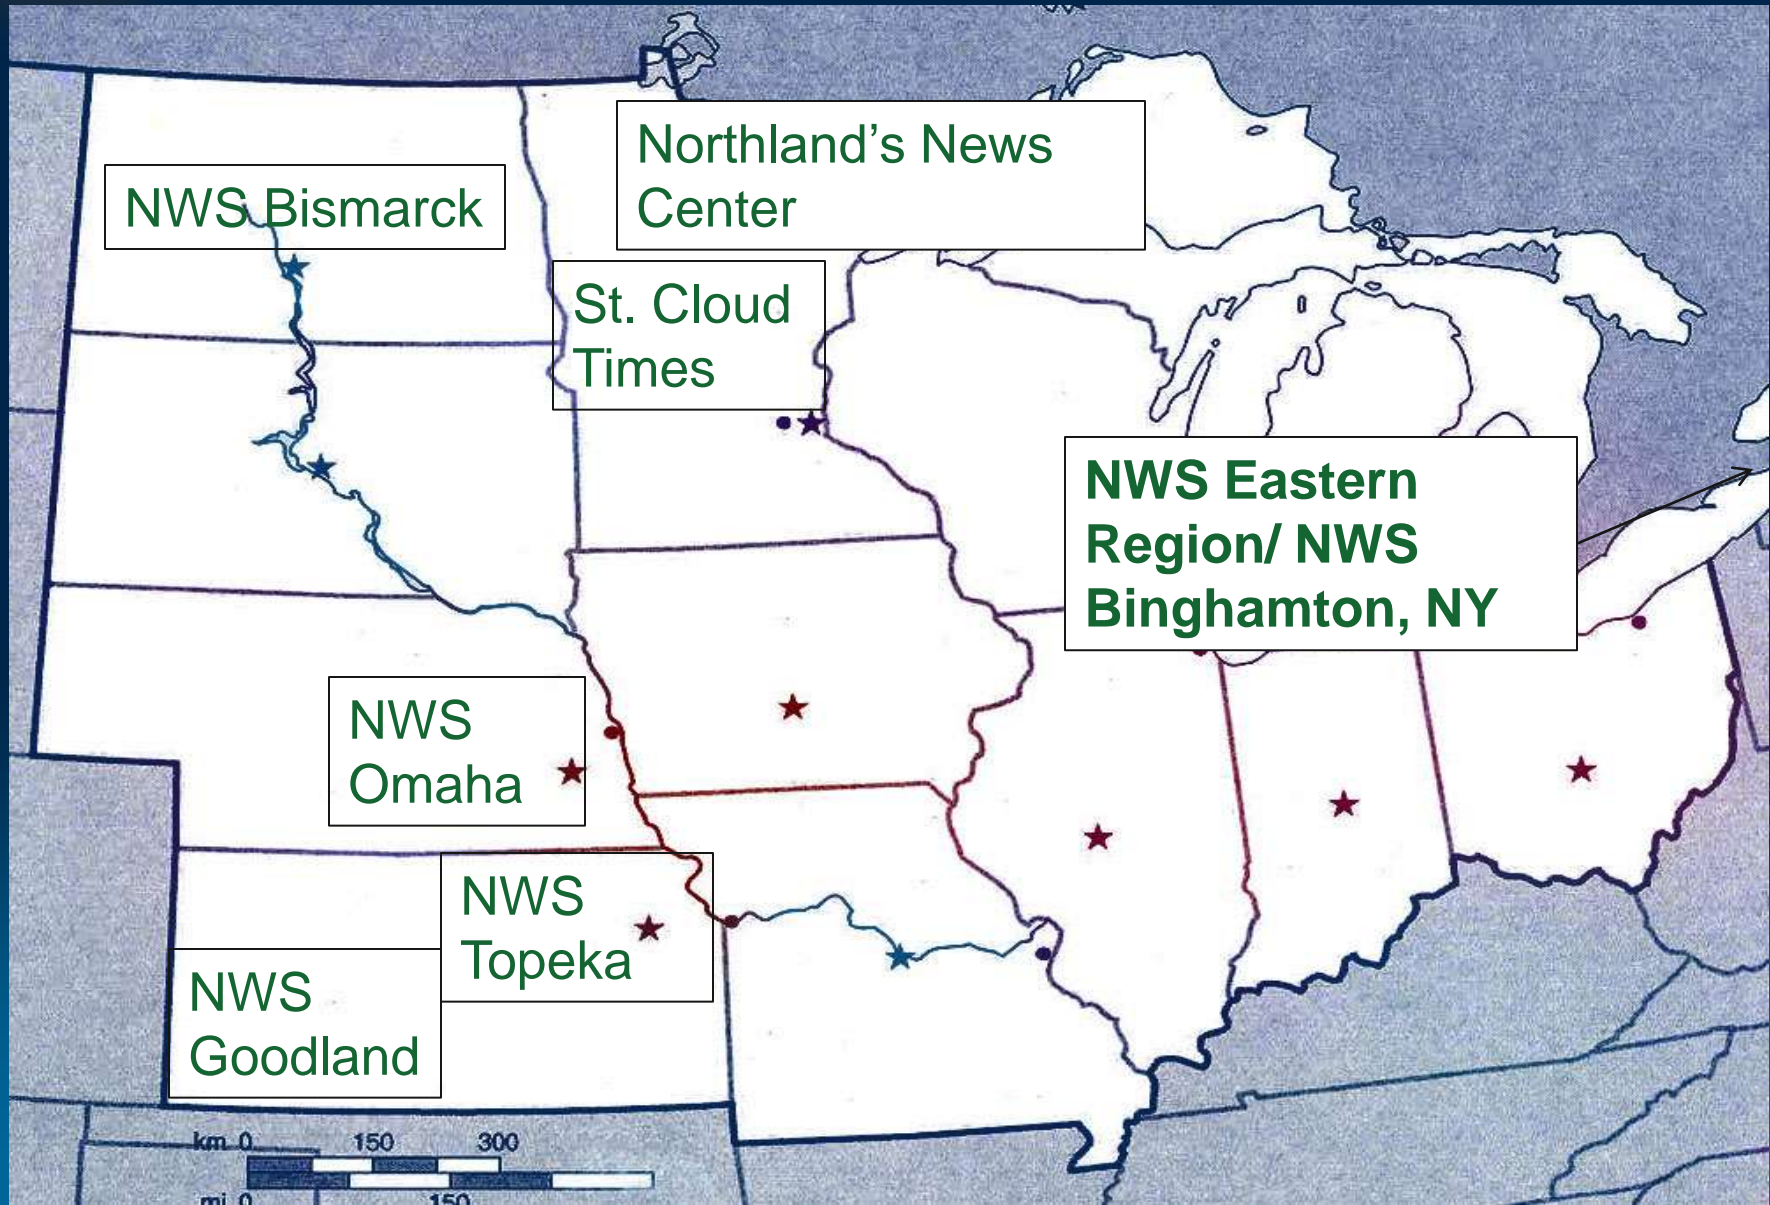 Northland’s News
Center
NWS Bismarck
St. Cloud
Times
NWS Eastern
Region/ NWS
Binghamton, NY
NWS
Omaha
NWS
Topeka
NWS
Goodland
km 0 150 300
mi 0 150